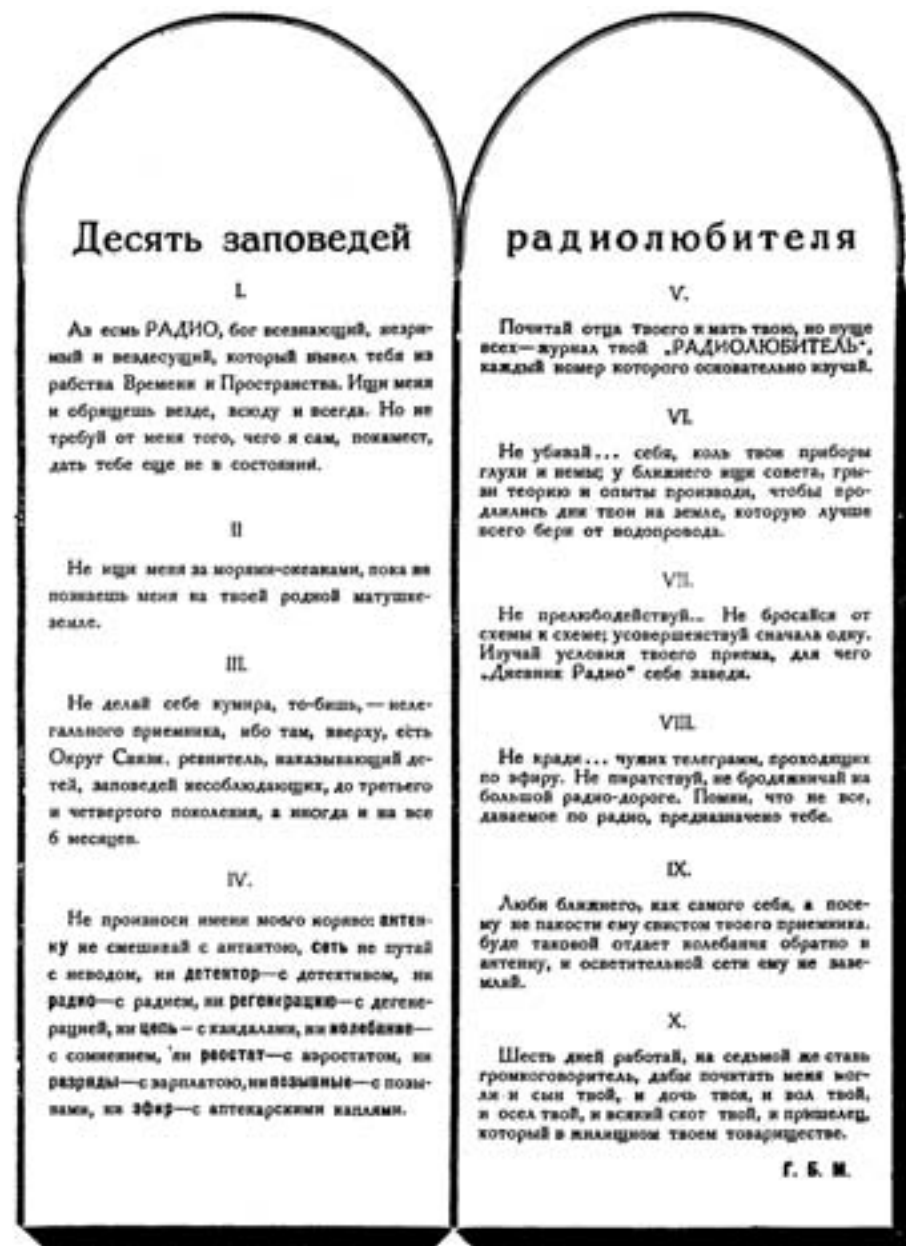 Десять заповедей
I.
Аз есмь РАДИО, бог всезнающий, незри-
мый и вездесущий, который вывел тебя из
рабства Времени и Пространства. Ищи меня
и обрящешь везде, всюду и всегда. Но не
требуй от меня того, чего я сам, покамест,
дать тебе еще не в состоянии.
II
Не ищи меня за морями-океанами, пока не
познаешь меня на твоей родной матушке-
земле.
III.
Не делай себе кумира, то-бишь, — неле-
гального приемника, ибо там, вверху, есть
Округ Связи, ревнитель, наказывающий де-
тей, заповедей несоблюдающих, до третьего
и четвертого поколения, а иногда и на все
6 месяцев.
IV.
Не произноси имени моего коряво: антен-
ну не смешивай с антантою, сеть не путай
с неводом, ни детектор—с детективом, ни
радио—с радием, ни регенерацию—с дегене-
рацией, ни цепь—с кандалами, ни колебание—
с сомнением, ни реостат—с аэростатом, ни
разряды—с зарплатою, ни позывные—с позы-
вами, ни эфир—с аптекарскими каплями.
радиолюбителя
V.
Почитай отца твоего и мать твою, но пуще
всех—журнал твой „РАДИОЛЮБИТЕЛЬ“,
каждый номер которого основательно изучай.
VI.
Не убивай... себя, коль твои приборы
глухи и немы; у ближнего ищи совета, гры-
зи теорию и опыты производи, чтобы про-
длились дни твои на земле, которую лучше
всего бери от водопровода.
VII.
Не прелюбодействуй... Не бросайся от
схемы к схеме; усовершенствуй сначала одну.
Изучай условия твоего приема, для чего
„Дневник Радио“ себе заведи.
VIII.
Не кради... чужих телеграмм, проходящих
по эфиру. Не пиратствуй, не бродяжничай на
большой радио-дороге. Помни, что не все,
даваемое по радио, предназначено тебе.
IX.
Люби ближнего, как самого себя, а посе-
му не пакости ему свистом твоего приемника,
буде таковой отдает колебания обратно в
антенну, и осветительной сети ему не зазе-
мляй.
X.
Шесть дней работай, на седьмой же ставь
громкоговоритель, дабы почитать меня мог-
ли и сын твой, и дочь твоя, и вол твой,
и осел твой, и всякий скот твой, и пришелец,
который в жилищном твоем товариществе.
Г. Б. М.